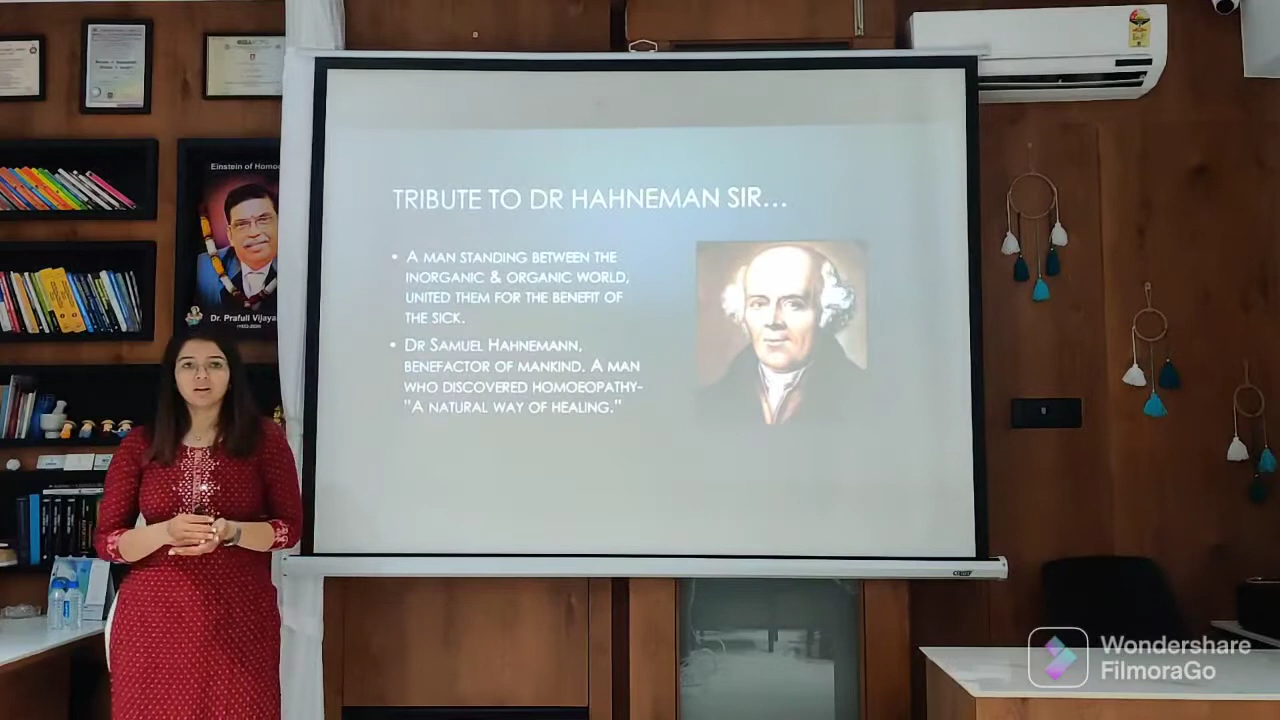 Einstein of Homo
Dr. Prafull Vijaya
TRIBUTE TO DR HAHNEMAN SIR...
• A MAN STANDING BETWEEN THE
INORGANIC & ORGANIC WORLD,
UNITED THEM FOR THE BENEFIT OF
THE SICK.
• DR SAMUEL HAHNEMANN,
BENEFACTOR OF MANKIND. A MAN
WHO DISCOVERED HOMOEOPATHY-
"A NATURAL WAY OF HEALING."
Wondershare
FilmoraGo